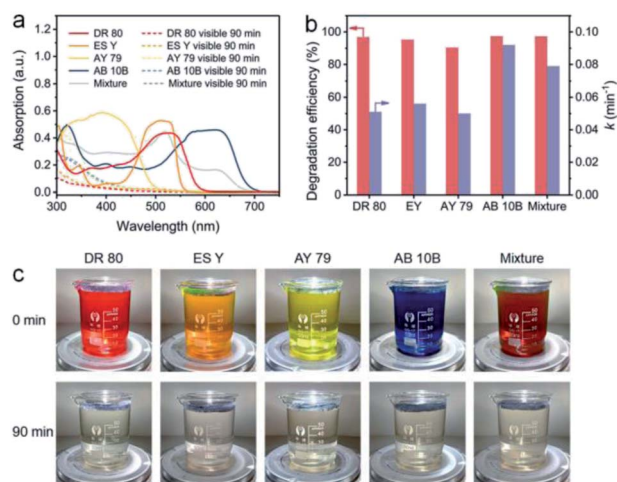 a
Absorption (a.u.)
1.2
1.0
0.8
0.6
0.4
0.2
0.0
DR 80
ES Y
AY 79
AB 10B
Mixture
DR 80 visible 90 min
ES Y visible 90 min
AY 79 visible 90 min
AB 10B visible 90 min
Mixture visible 90 min
300 400 500 600 700
Wavelength (nm)
b
Degradation efficiency (%)
100
80
60
40
20
0
0.10
0.08
0.06
0.04
0.02
0.00
k (min-1)
DR 80 EY AY 79 AB 10B Mixture
c
DR 80 ES Y AY 79 AB 10B Mixture
0 min
90 min